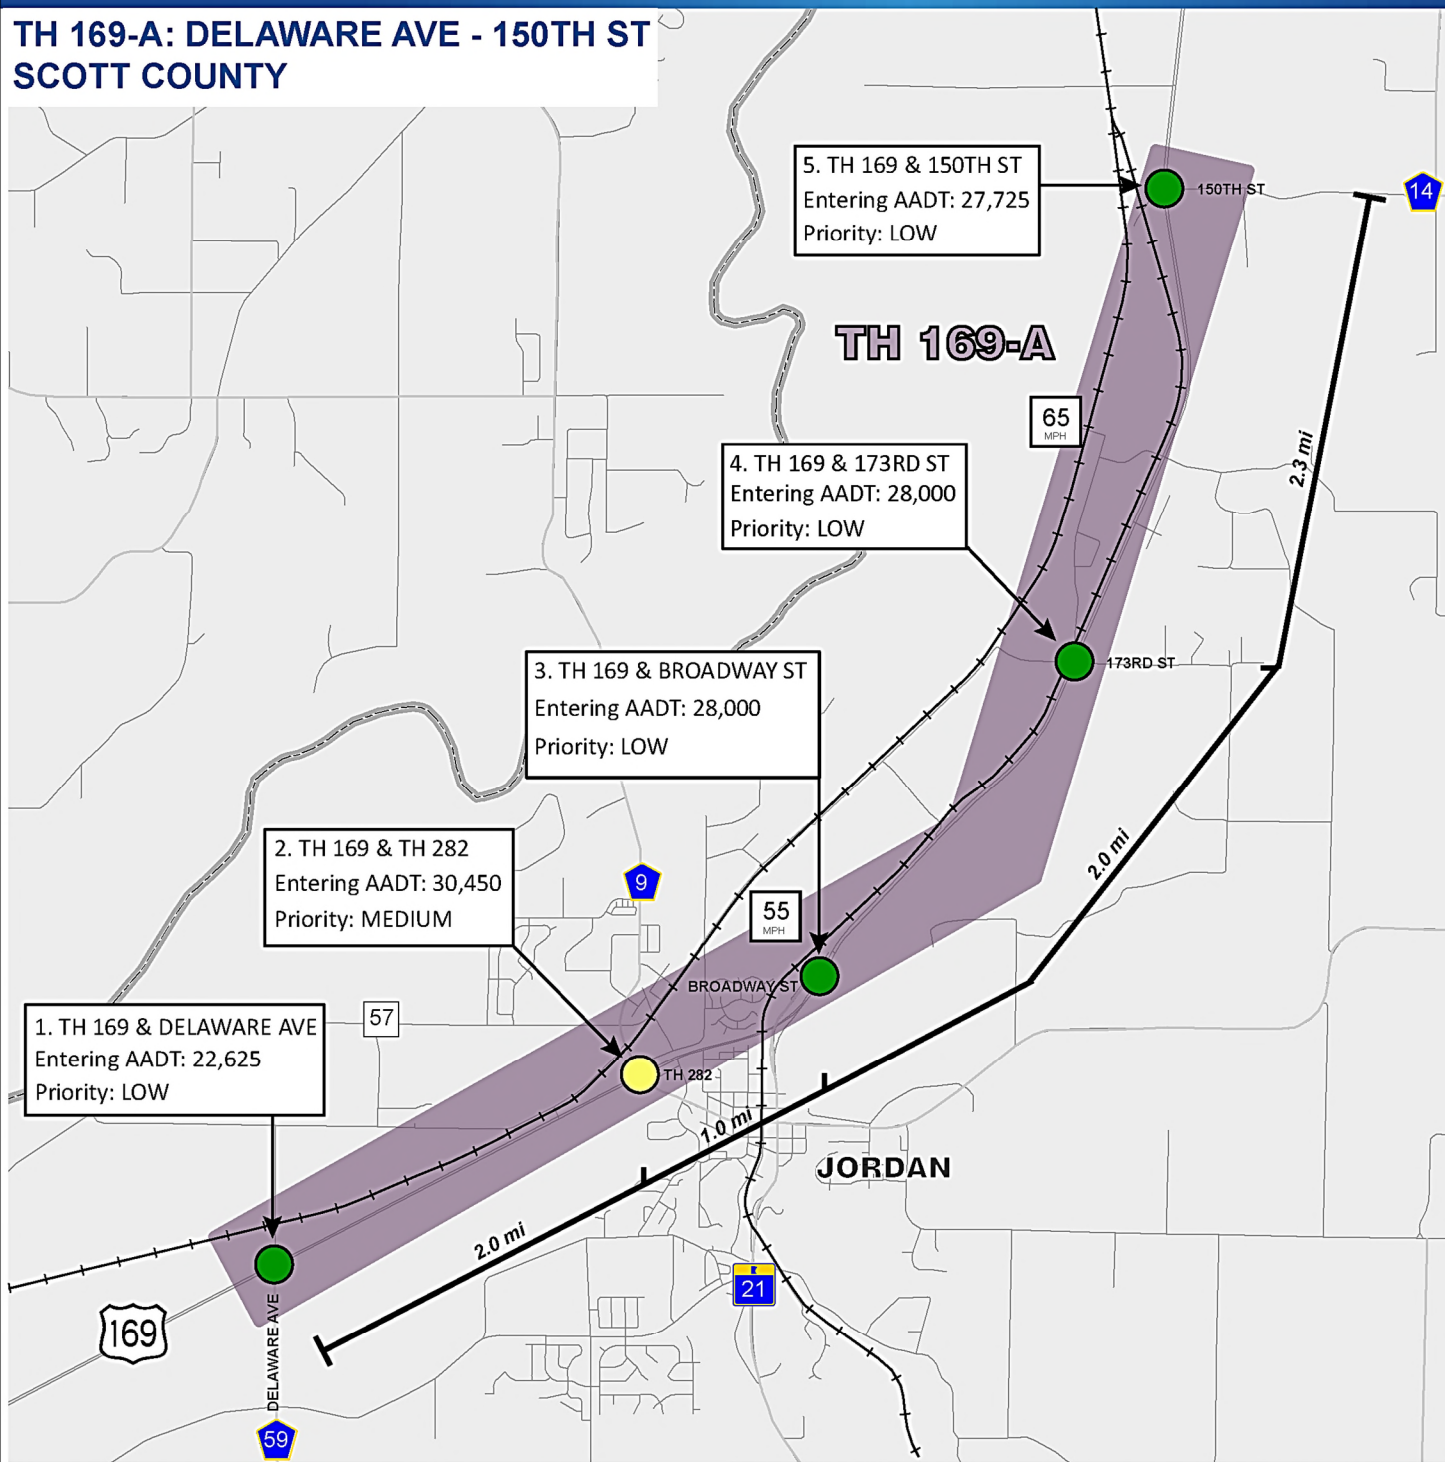 TH 169-A: DELAWARE AVE - 150TH ST
SCOTT COUNTY
5. TH 169 & 150TH ST
Entering AADT: 27,725
Priority: LOW
150TH ST
14
TH 169-A
65
MPH
2.3 mi
4. TH 169 & 173RD ST
Entering AADT: 28,000
Priority: LOW
173RD ST
3. TH 169 & BROADWAY ST
Entering AADT: 28,000
Priority: LOW
2. TH 169 & TH 282
Entering AADT: 30,450
Priority: MEDIUM
9
55
MPH
2.0 mi
BROADWAY ST
1. TH 169 & DELAWARE AVE
Entering AADT: 22,625
Priority: LOW
57
TH 282
1.0 mi
JORDAN
2.0 mi
21
169
DELAWARE AVE
59